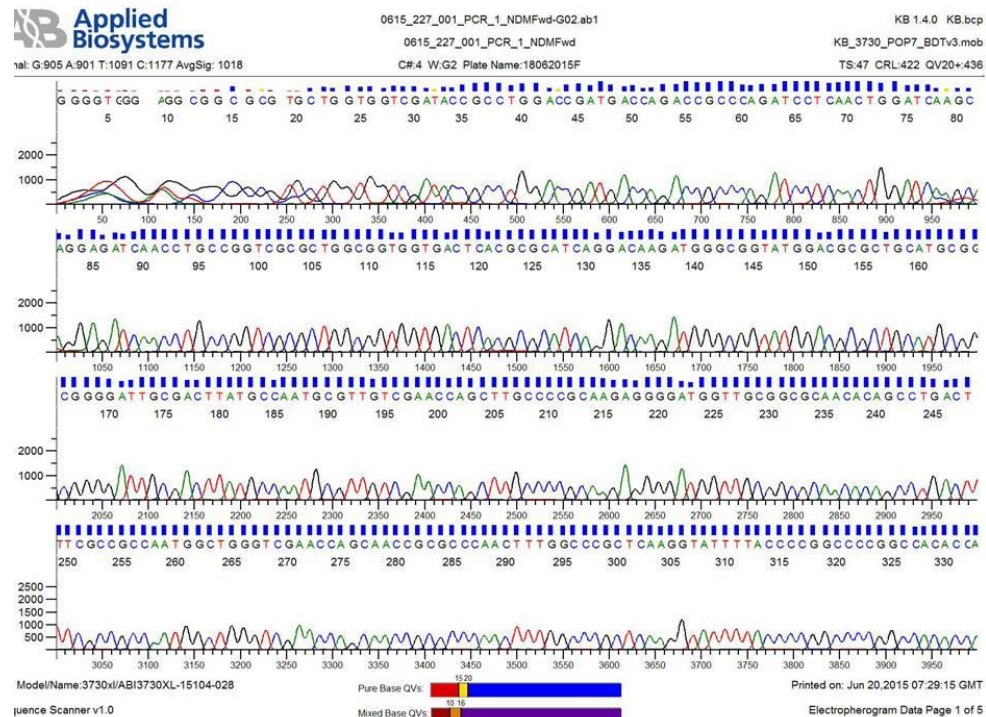 AB Applied
Biosystems
0615_227_001_PCR_1_NDMFwd-G02.ab1
KB 1.4.0 KB.bcp
0615_227_001_PCR_1_NDMFwd
KB_3730_POP7_BDTv3.mob
nal: G:905 A:901 T:1091 C:1177 AvgSig: 1018
C#:4 W:G2 Plate Name:18062015F
TS:47 CRL:422 QV20+:436
G GGGTCGG AGG CGG C GCG TGCTGGTGGTCGATACCGCCTGGACCGATGACCAGACCGCCCAGATCCTCAACTGGATCAAGC
5 10 15 20 25 30 35 40 45 50 55 60 65 70 75 80
2000
1000
50 100 150 200 250 300 350 400 450 500 550 600 650 700 750 800 850 900 950
AGGAGATCAACCTGCCGGTCGCGCTGGCGGTGGTGACTCACGCGCATCAGGACAAGATGGGCGGTATGGACGCGCTGCATGCGG
85 90 95 100 105 110 115 120 125 130 135 140 145 150 155 160
2000
1000
1050 1100 1150 1200 1250 1300 1350 1400 1450 1500 1550 1600 1650 1700 1750 1800 1850 1900 1950
CGGGGATTGCGACTTATGCCAATGCGTTGTCGAACCAGCTTGCCCCGCAAGAGGGGATGGTTGCGGCGCAACACAGCCTGACT
170 175 180 185 190 195 200 205 210 215 220 225 230 235 240 245
2000
1000
2050 2100 2150 2200 2250 2300 2350 2400 2450 2500 2550 2600 2650 2700 2750 2800 2850 2900 2950
TTCGCCGCCAATGGCTGGGTCGAACCAGCAACCGCGCCCAACTTTGGCCCGCTCAAGGTATTTTACCCCGGCCCCGGCCACACCA
250 255 260 265 270 275 280 285 290 295 300 305 310 315 320 325 330
2500
2000
1500
1000
500
3050 3100 3150 3200 3250 3300 3350 3400 3450 3500 3550 3600 3650 3700 3750 3800 3850 3900 3950
Model/Name:3730xl/ABI3730XL-15104-028
Pure Base QVs:
15 20
Printed on: Jun 20,2015 07:29:15 GMT
quence Scanner v1.0
Mixed Base QVs:
10 16
Electropherogram Data Page 1 of 5